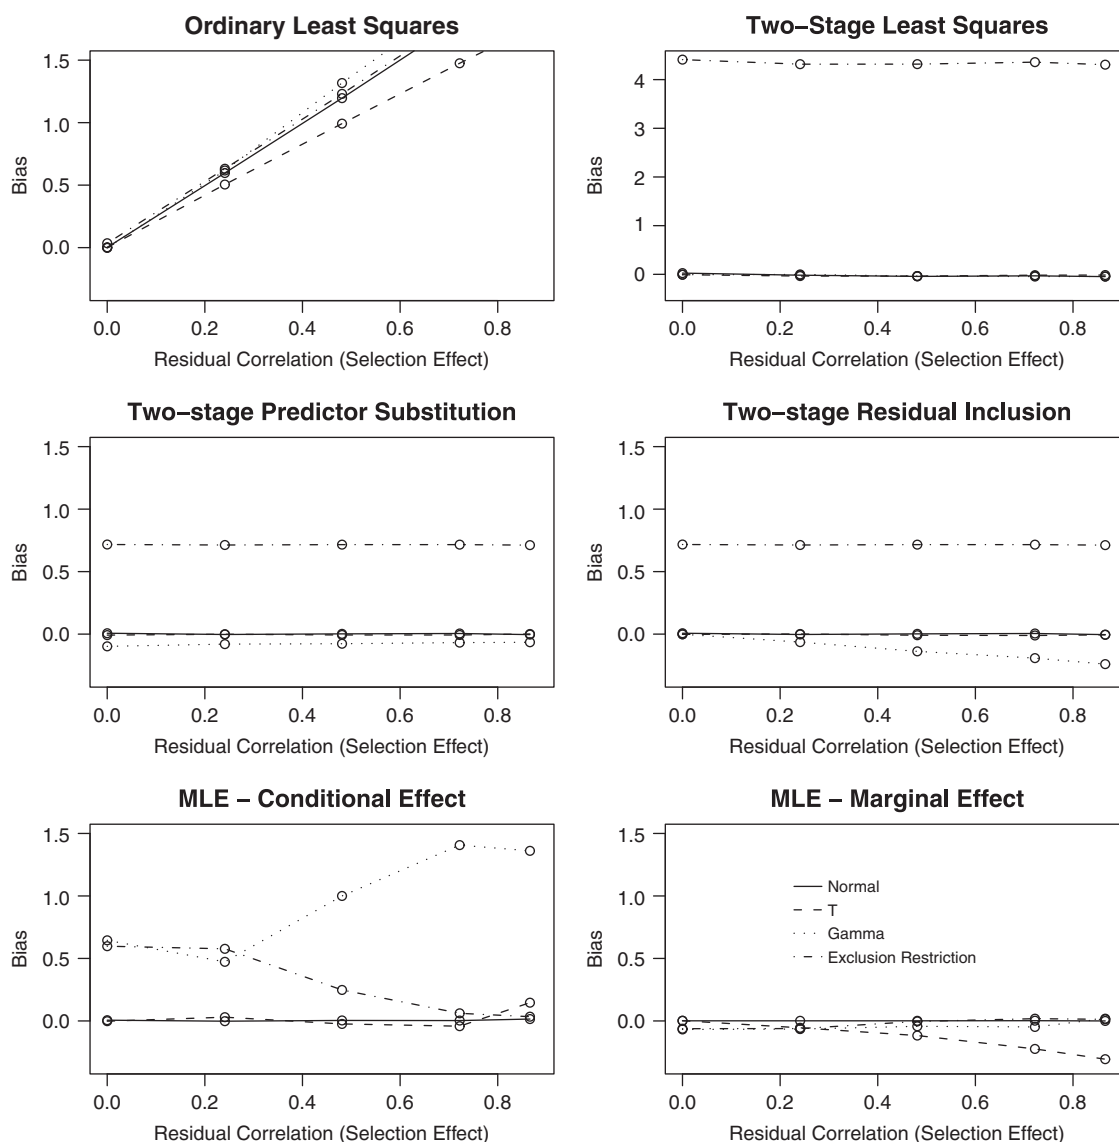 Ordinary Least Squares
Bias
1.5
1.0
0.5
0.0
0.0 0.2 0.4 0.6 0.8
Residual Correlation (Selection Effect)
Two–Stage Least Squares
Bias
4
3
2
1
0
0.0 0.2 0.4 0.6 0.8
Residual Correlation (Selection Effect)
Two–stage Predictor Substitution
Bias
1.5
1.0
0.5
0.0
0.0 0.2 0.4 0.6 0.8
Residual Correlation (Selection Effect)
Two–stage Residual Inclusion
Bias
1.5
1.0
0.5
0.0
0.0 0.2 0.4 0.6 0.8
Residual Correlation (Selection Effect)
MLE – Conditional Effect
Bias
1.5
1.0
0.5
0.0
0.0 0.2 0.4 0.6 0.8
Residual Correlation (Selection Effect)
MLE – Marginal Effect
Bias
1.5
1.0
0.5
0.0
Normal
T
Gamma
Exclusion Restriction
0.0 0.2 0.4 0.6 0.8
Residual Correlation (Selection Effect)